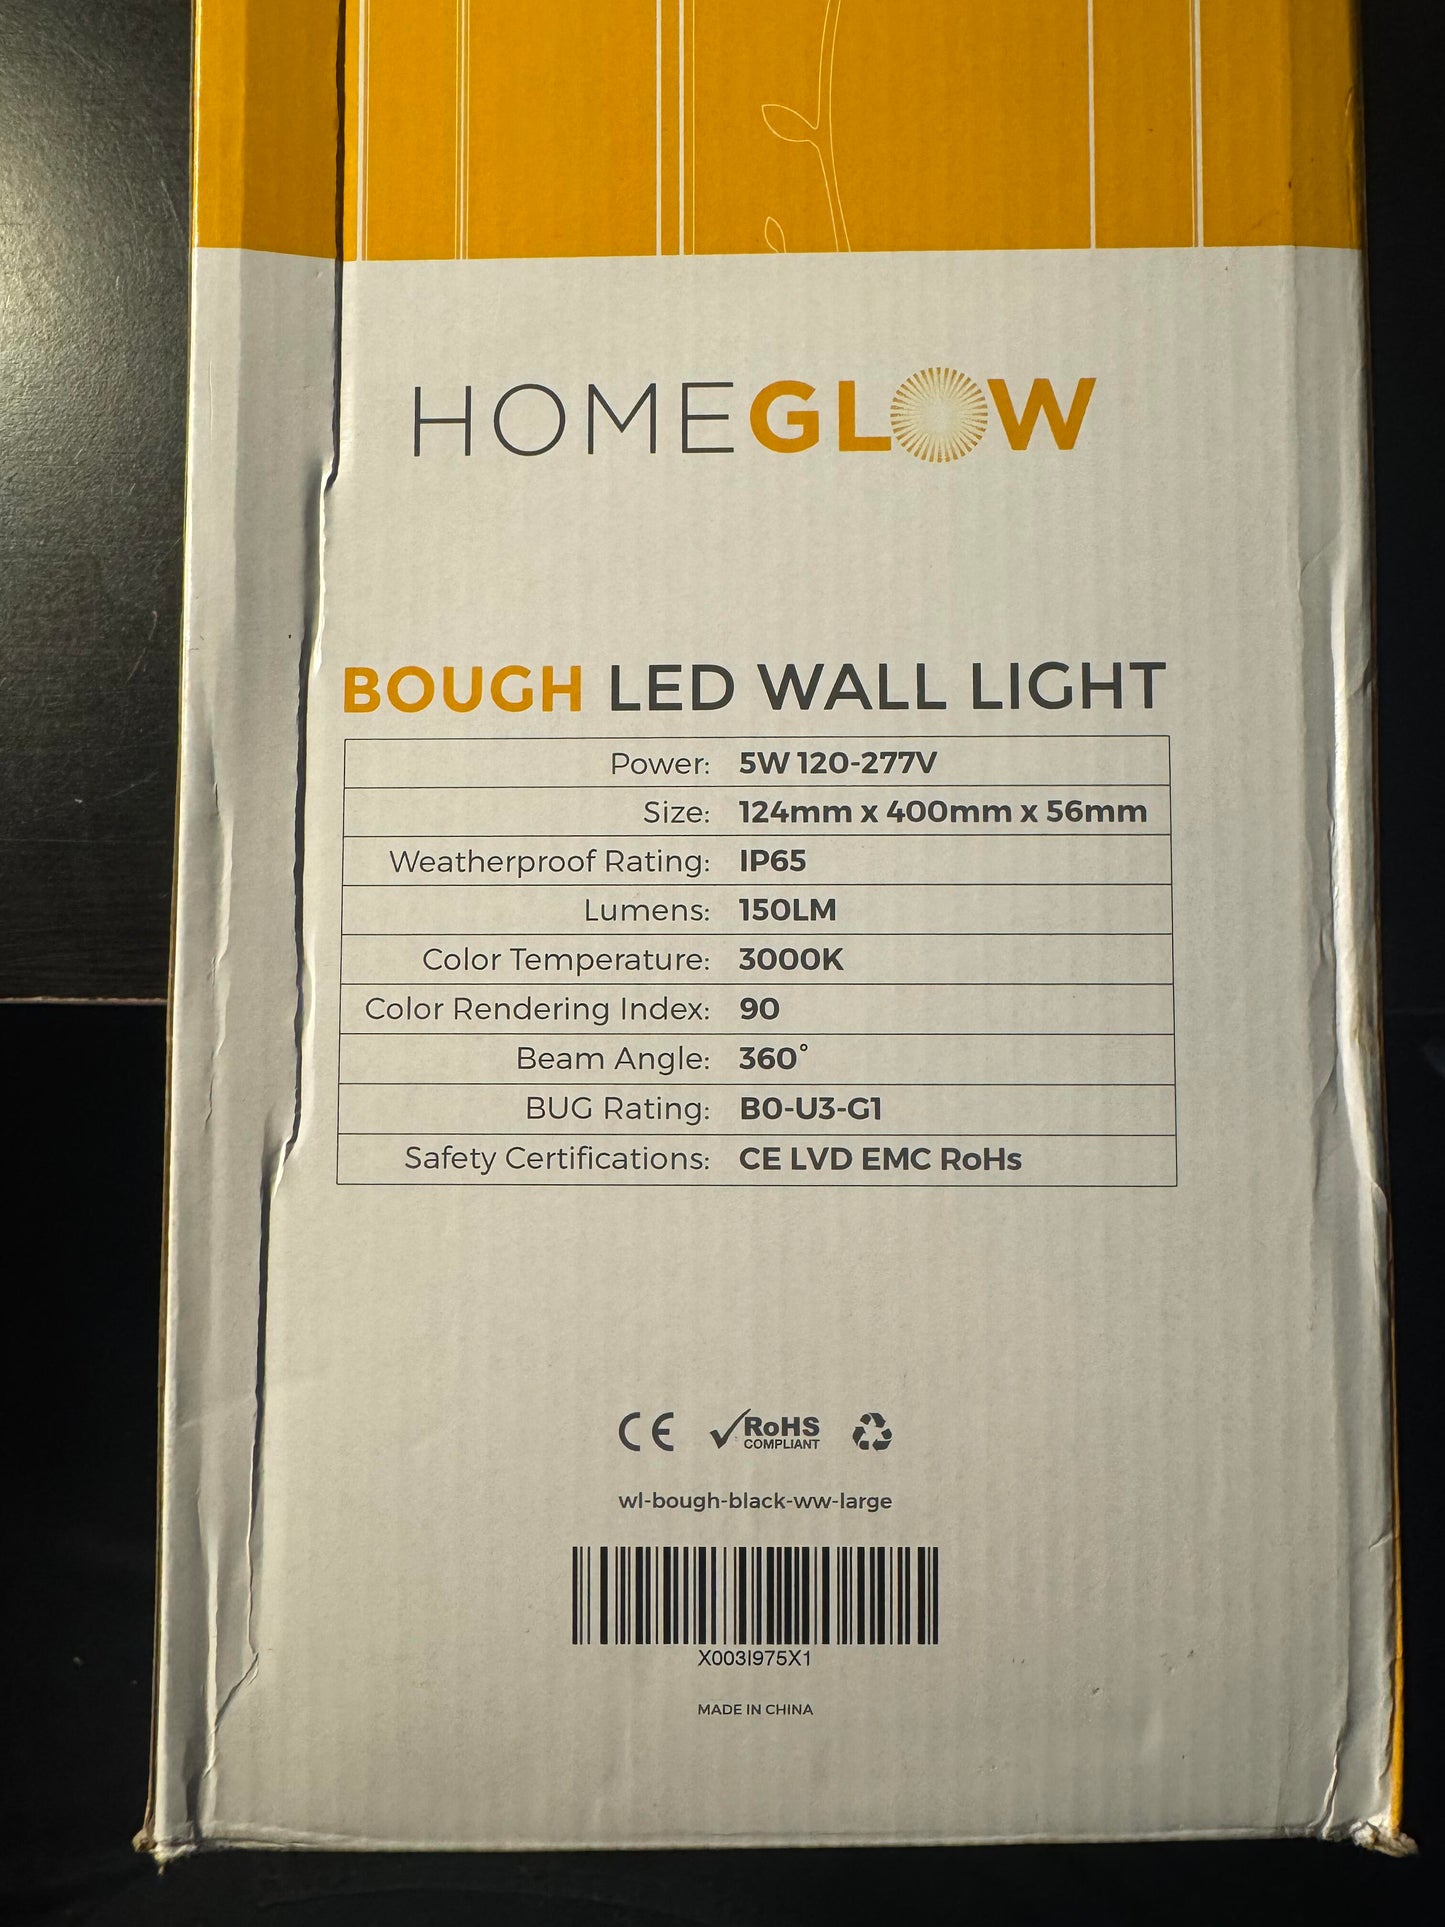 HOMEGLOW
BOUGH LED WALL LIGHT
Power: 5W 120-277V
Size: 124mm x 400mm x 56mm
Weatherproof Rating: IP65
Lumens: 150LM
Color Temperature: 3000K
Color Rendering Index: 90
Beam Angle: 360°
BUG Rating: B0-U3-G1
Safety Certifications: CE LVD EMC RoHs
CE RoHS
COMPLIANT
wl-bough-black-ww-large
X003I975X1
MADE IN CHINA